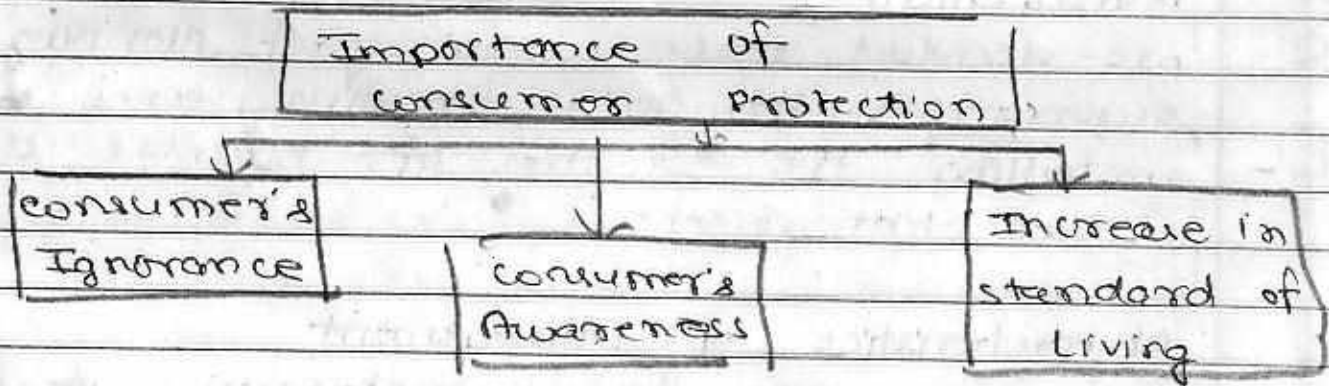 Importance of
consumer protection
consumer's
Ignorance
consumer's
Awareness
Increase in
standard of
Living